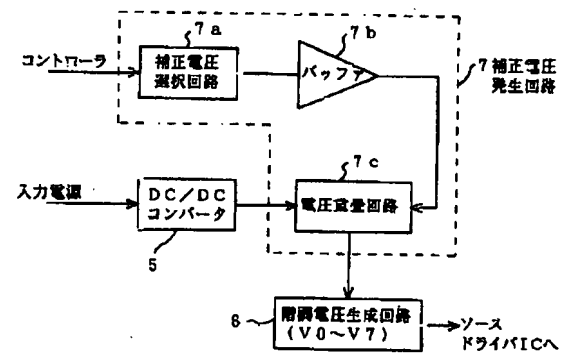 7a
7b
コントローラ
補正電圧
選択回路
バッファ
7 補正電圧
発生回路
7c
入力電源
DC/DC
コンバータ
電圧重畳回路
5
6
階調電圧生成回路
(V0～V7)
ソース
ドライバICへ